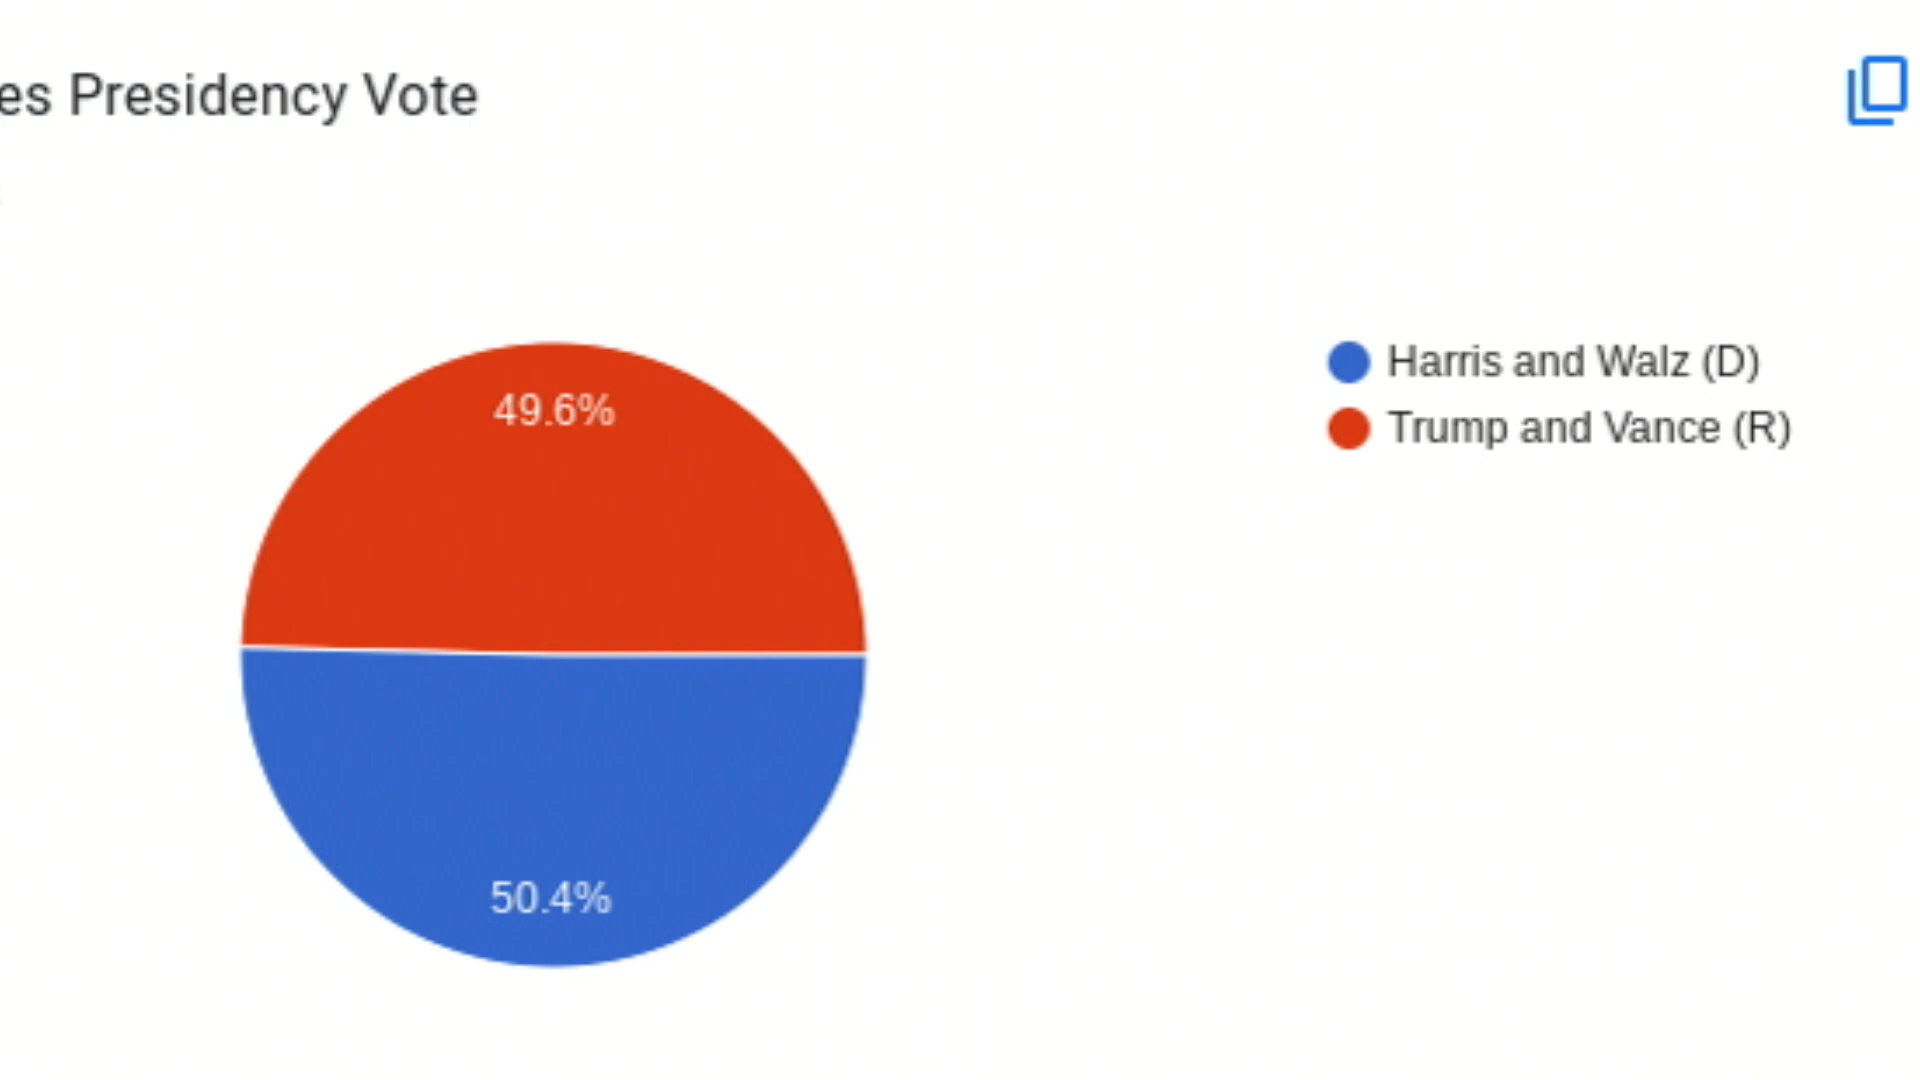 es Presidency Vote
Harris and Walz (D)
Trump and Vance (R)
49.6%
50.4%